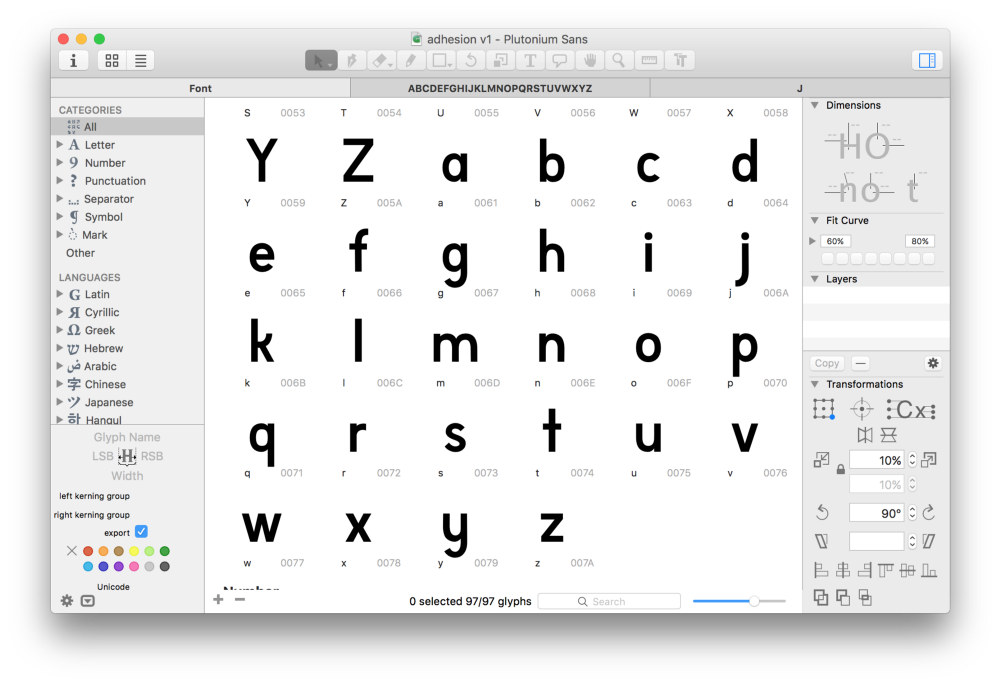 adhesion v1 - Plutonium Sans
Font
ABCDEFGHIJKLMNOPQRSTUVWXYZ
J
CATEGORIES
All
Letter
Number
Punctuation
Separator
Symbol
Mark
Other
LANGUAGES
Latin
Cyrillic
Greek
Hebrew
Arabic
Chinese
Japanese
Hangul
Glyph Name
LSB H RSB
Width
left kerning group
right kerning group
export
Unicode
S 0053 T 0054 U 0055 V 0056 W 0057 X 0058
Y Z a b c d
Y 0059 Z 005A a 0061 b 0062 c 0063 d 0064
e f g h i j
e 0065 f 0066 g 0067 h 0068 i 0069 j 006A
k l m n o p
k 006B l 006C m 006D n 006E o 006F p 0070
q r s t u v
q 0071 r 0072 s 0073 t 0074 u 0075 v 0076
w x y z
w 0077 x 0078 y 0079 z 007A
Number
0 selected 97/97 glyphs
Search
Dimensions
HO
no t
Fit Curve
60% 80%
Layers
Copy
Transformations
Cx
10%
10%
90°